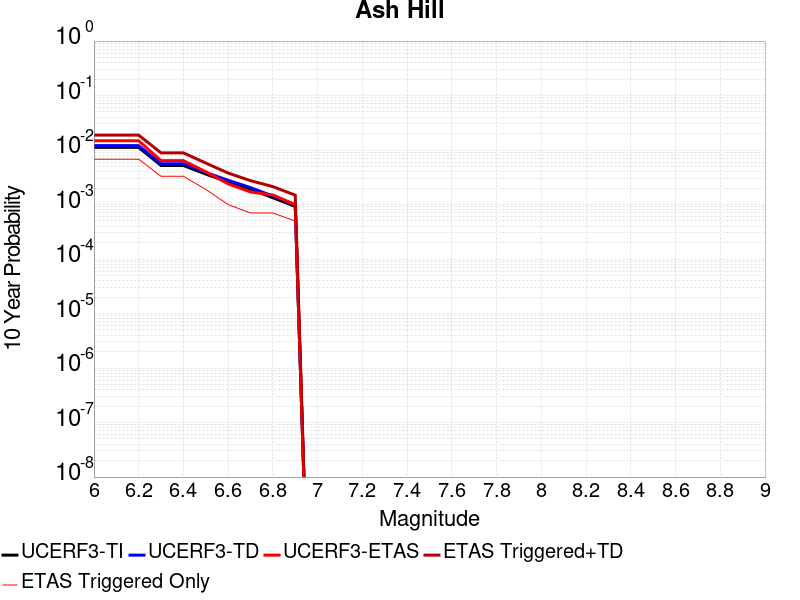 Ash Hill
10^0
10^-1
10^-2
10^-3
10^-4
10^-5
10^-6
10^-7
10^-8
10 Year Probability
6 6.2 6.4 6.6 6.8 7 7.2 7.4 7.6 7.8 8 8.2 8.4 8.6 8.8 9
Magnitude
UCERF3-TI UCERF3-TD UCERF3-ETAS ETAS Triggered+TD
ETAS Triggered Only